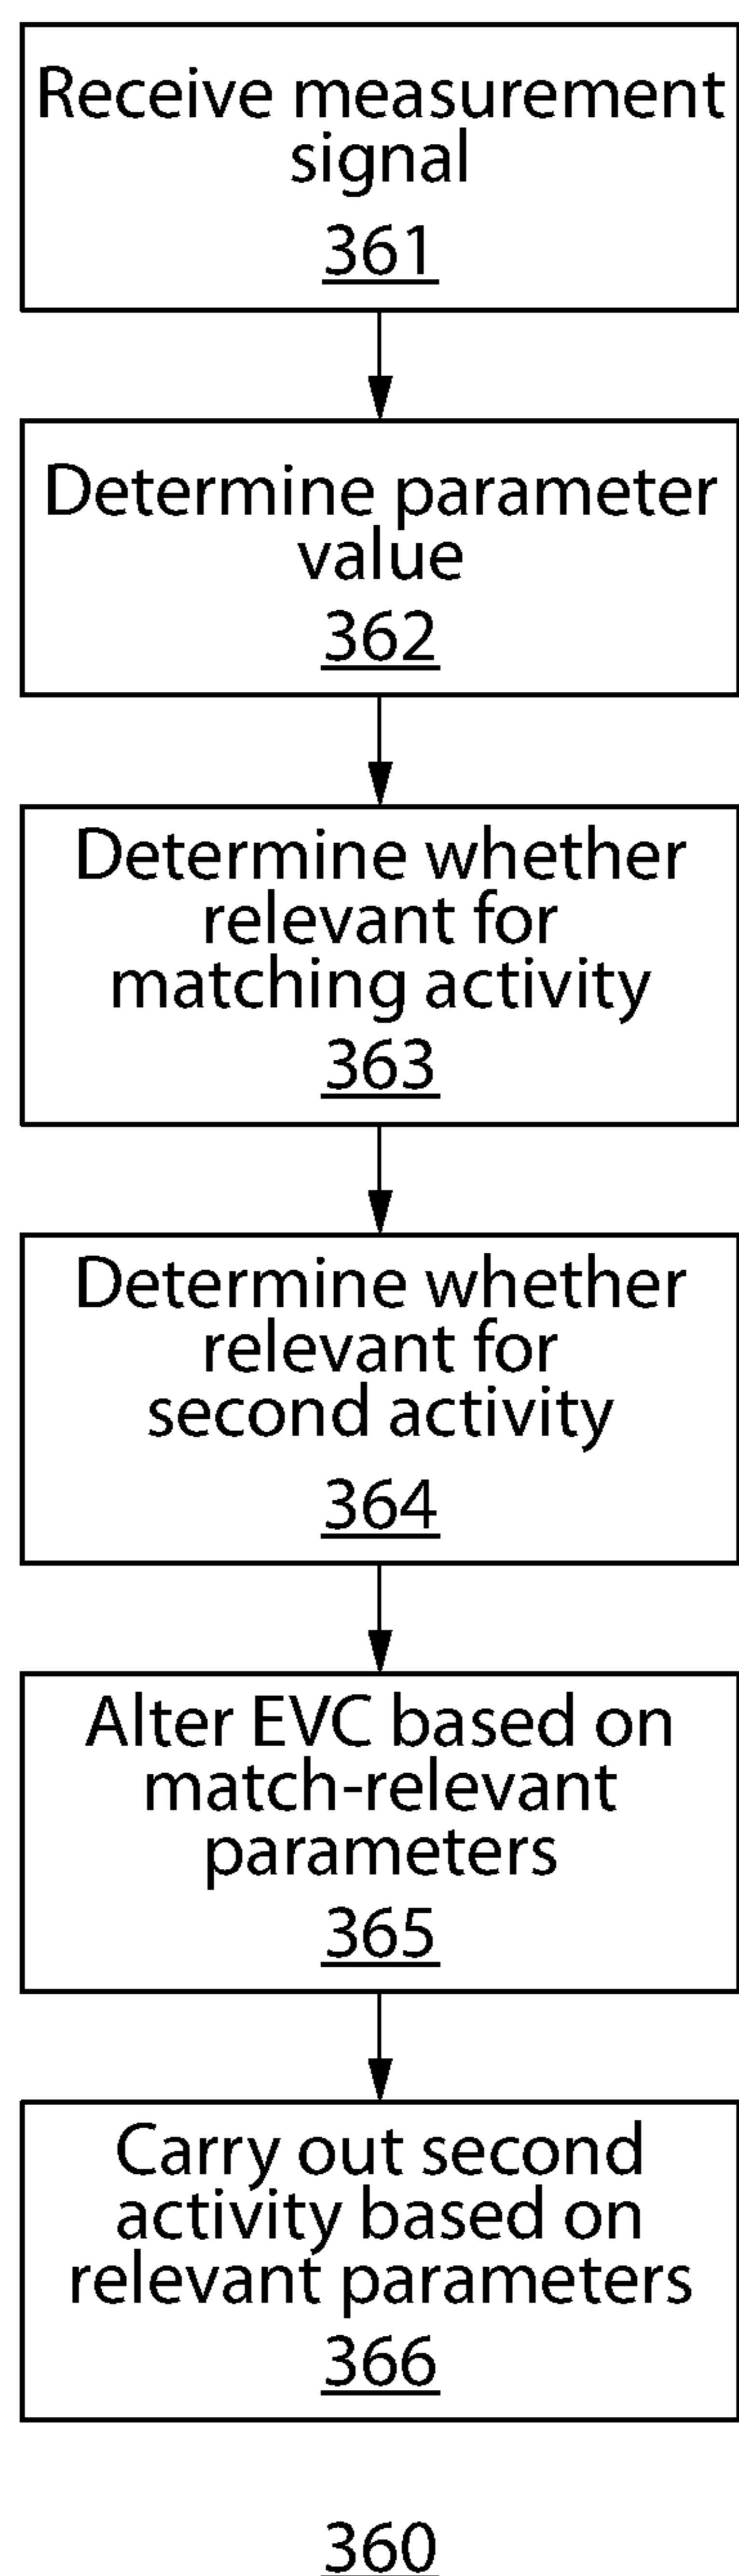 Receive measurement
signal
361
Determine parameter
value
362
Determine whether
relevant for
matching activity
363
Determine whether
relevant for
second activity
364
Alter EVC based on
match-relevant
parameters
365
Carry out second
activity based on
relevant parameters
366
360